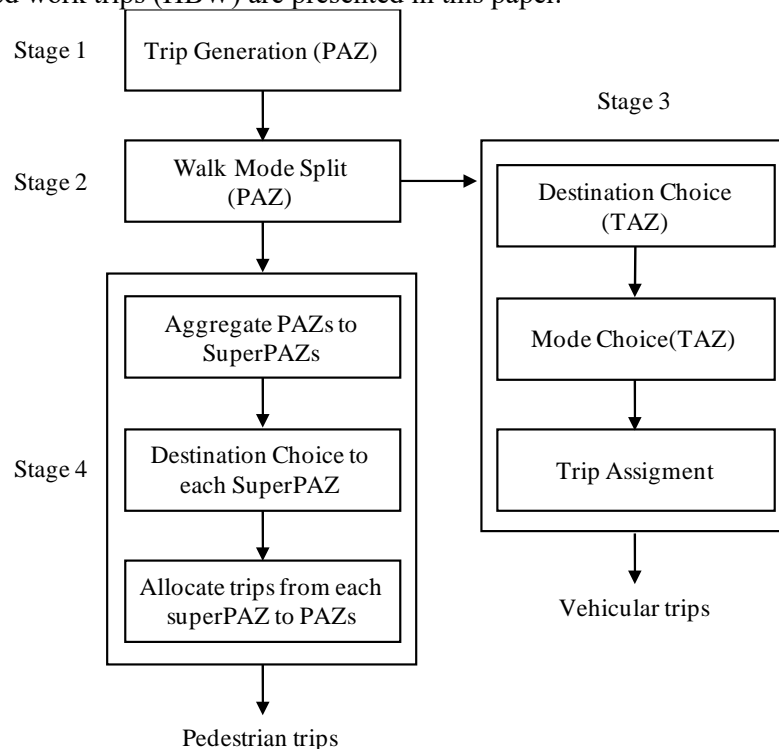 ed work trips (HBW) are presented in this paper.
Stage 1
Trip Generation (PAZ)
Stage 2
Walk Mode Split
(PAZ)
Stage 3
Destination Choice
(TAZ)
Mode Choice(TAZ)
Trip Assigment
Vehicular trips
Stage 4
Aggregate PAZs to
SuperPAZs
Destination Choice to
each SuperPAZ
Allocate trips from each
superPAZ to PAZs
Pedestrian trips